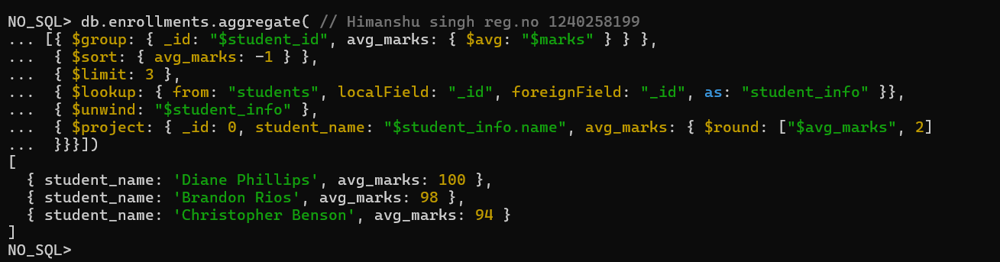 NO_SQL> db.enrollments.aggregate( // Himanshu singh reg.no 1240258199
... [{ $group: { _id: "$student_id", avg_marks: { $avg: "$marks" } } },
...  { $sort: { avg_marks: -1 } },
...  { $limit: 3 },
...  { $lookup: { from: "students", localField: "_id", foreignField: "_id", as: "student_info" }},
...  { $unwind: "$student_info" },
...  { $project: { _id: 0, student_name: "$student_info.name", avg_marks: { $round: ["$avg_marks", 2]
...  }}}])
[
  { student_name: 'Diane Phillips', avg_marks: 100 },
  { student_name: 'Brandon Rios', avg_marks: 98 },
  { student_name: 'Christopher Benson', avg_marks: 94 }
]
NO_SQL>